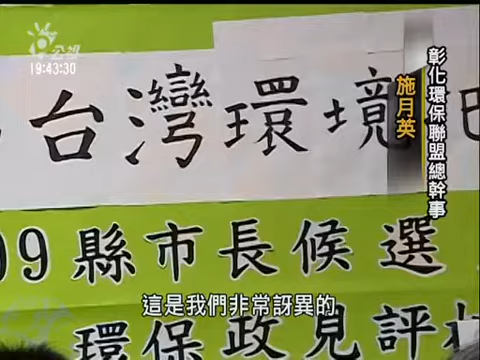 公視
19:43:30
彰化環保聯盟總幹事
施月英
台灣環境
09縣市長候選
環保政見評
這是我們非常訝異的